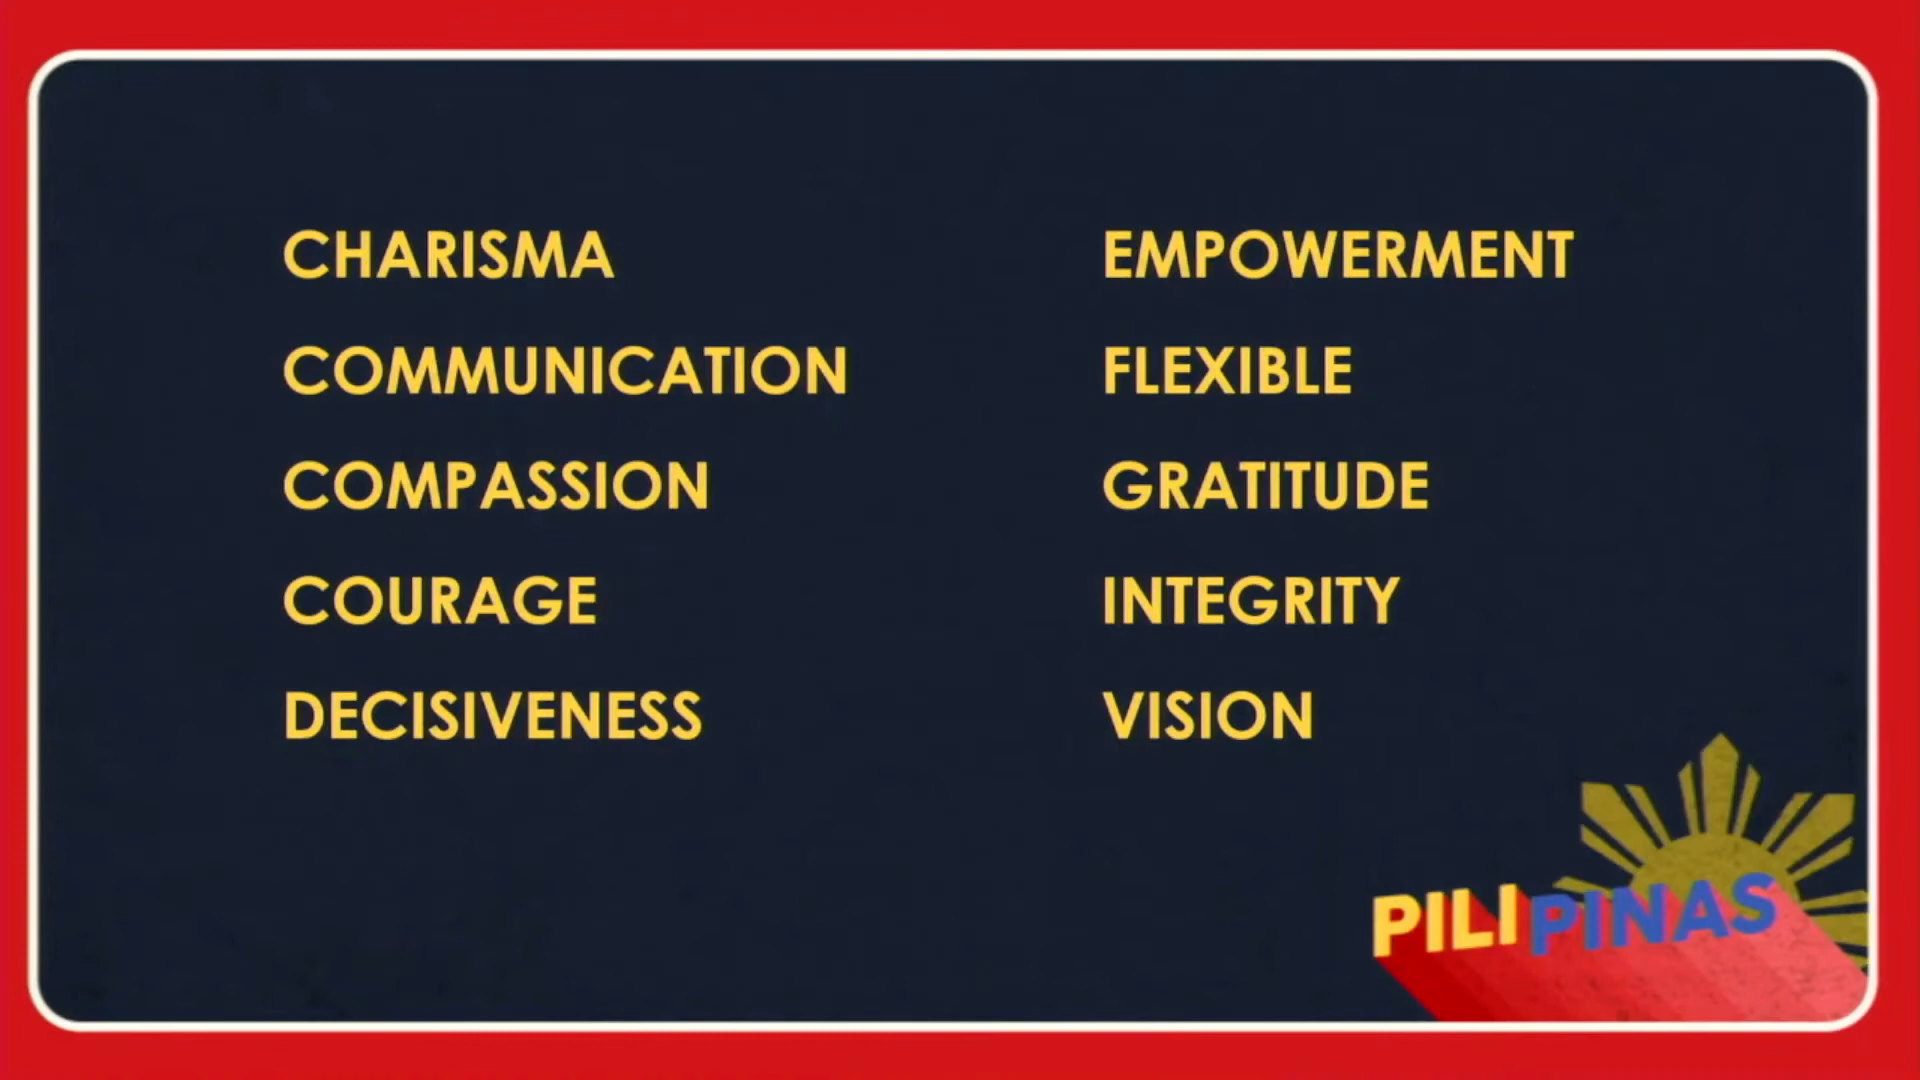 CHARISMA
COMMUNICATION
COMPASSION
COURAGE
DECISIVENESS
EMPOWERMENT
FLEXIBLE
GRATITUDE
INTEGRITY
VISION
PILIPINAS